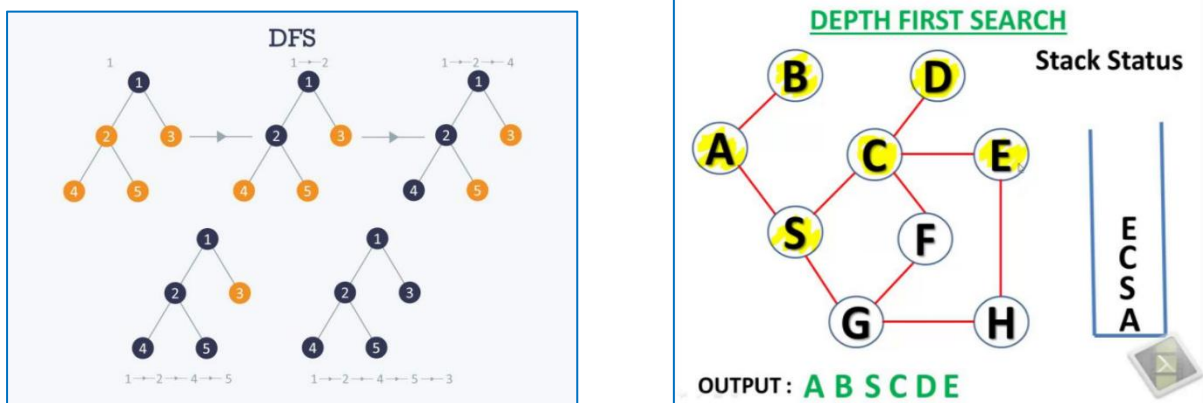 DFS
1
1 → 2
1 → 2 → 4
1
1
1
2
3
2
3
2
3
4
5
4
5
4
5
1
1
2
3
2
3
4
5
4
5
1 → 2 → 4 → 5
1 → 2 → 4 → 5 → 3
DEPTH FIRST SEARCH
Stack Status
B
D
A
C
E
S
F
G
H
E
C
S
A
OUTPUT : A B S C D E